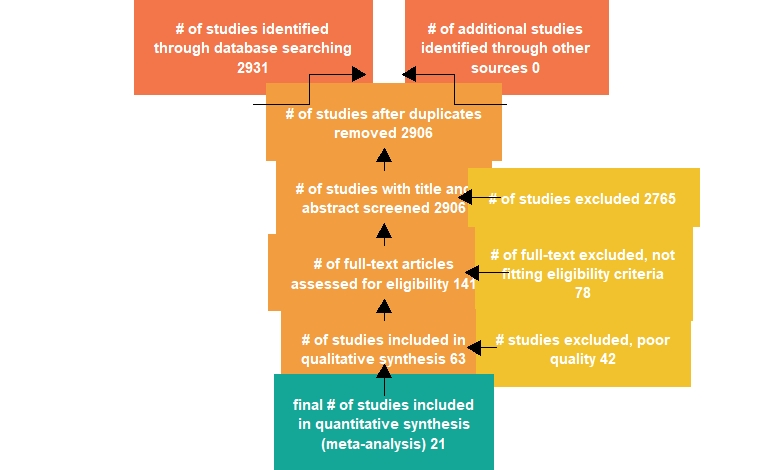 # of studies identified
through database searching
2931
# of additional studies
identified through other
sources 0
# of studies after duplicates
removed 2906
# of studies with title and
abstract screened 2906
# of studies excluded 2765
# of full-text articles
assessed for eligibility 141
# of full-text excluded, not
fitting eligibility criteria
78
# of studies included in
qualitative synthesis 63
# studies excluded, poor
quality 42
final # of studies included
in quantitative synthesis
(meta-analysis) 21